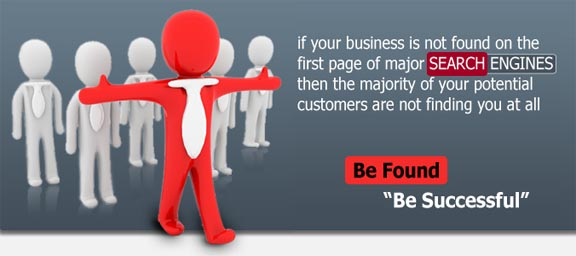 if your business is not found on the
first page of major SEARCH ENGINES
then the majority of your potential
customers are not finding you at all
Be Found
“Be Successful”